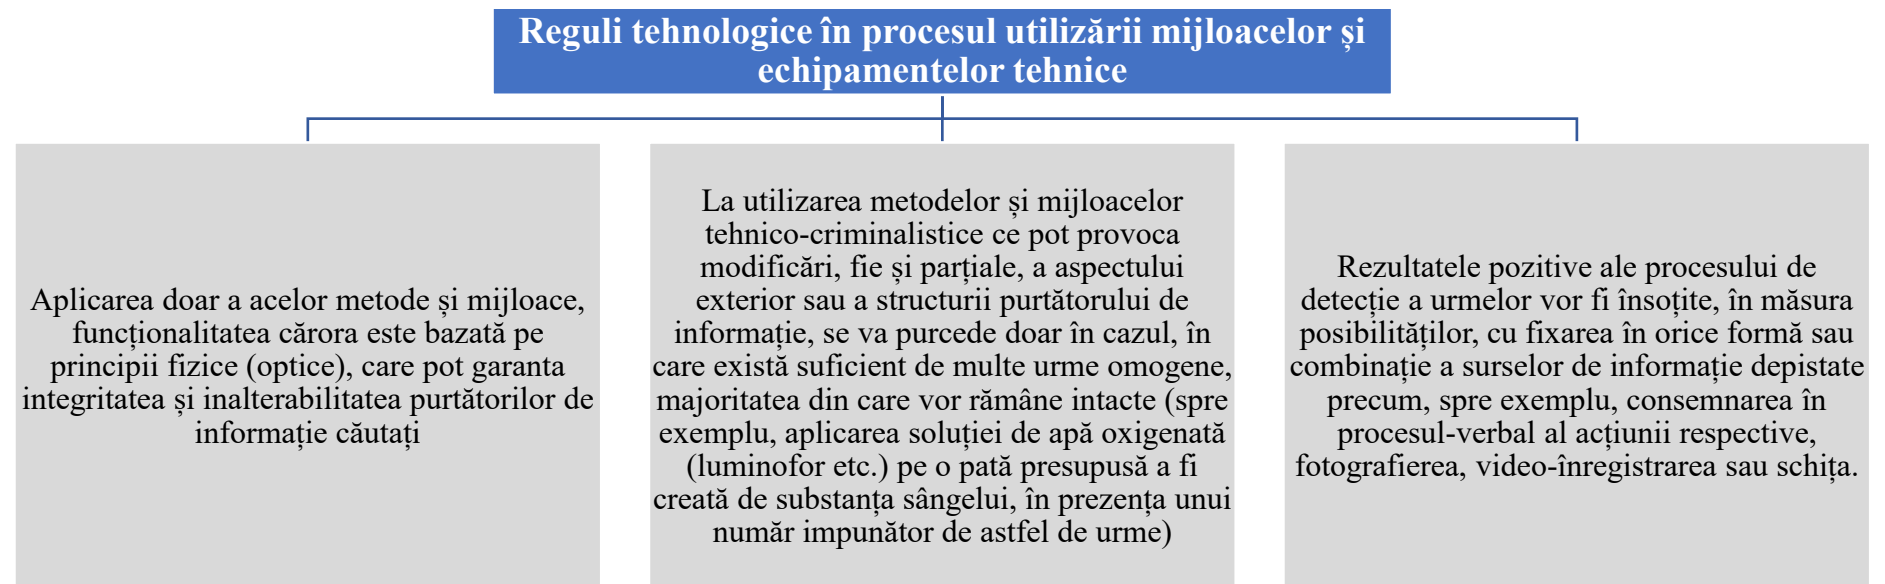 Reguli tehnologice în procesul utilizării mijloacelor și
echipamentelor tehnice
Aplicarea doar a acelor metode și mijloace,
funcționalitatea cărora este bazată pe
principii fizice (optice), care pot garanta
integritatea și inalterabilitatea purtătorilor de
informație căutați
La utilizarea metodelor și mijloacelor
tehnico-criminalistice ce pot provoca
modificări, fie și parțiale, a aspectului
exterior sau a structurii purtătorului de
informație, se va purcede doar în cazul, în
care există suficient de multe urme omogene,
majoritatea din care vor rămâne intacte (spre
exemplu, aplicarea soluției de apă oxigenată
(luminofor etc.) pe o pată presupusă a fi
creată de substanța sângelui, în prezența unui
număr impunător de astfel de urme)
Rezultatele pozitive ale procesului de
detecție a urmelor vor fi însoțite, în măsura
posibilităților, cu fixarea în orice formă sau
combinație a surselor de informație depistate
precum, spre exemplu, consemnarea în
procesul-verbal al acțiunii respective,
fotografierea, video-înregistrarea sau schița.